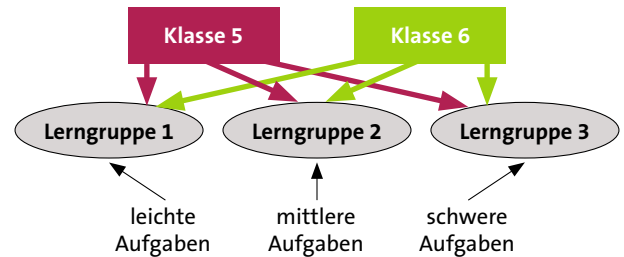 Klasse 5
Klasse 6
Lerngruppe 1
Lerngruppe 2
Lerngruppe 3
leichte
Aufgaben
mittlere
Aufgaben
schwere
Aufgaben